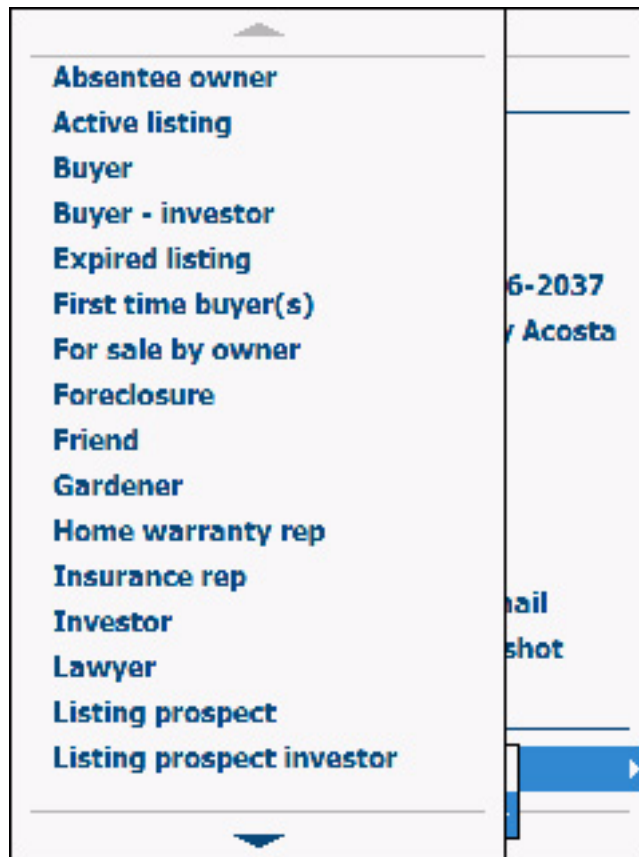 Absentee owner
Active listing
Buyer
Buyer - investor
Expired listing
First time buyer(s)
For sale by owner
Foreclosure
Friend
Gardener
Home warranty rep
Insurance rep
Investor
Lawyer
Listing prospect
Listing prospect investor
6-2037
y Acosta
ail
shot